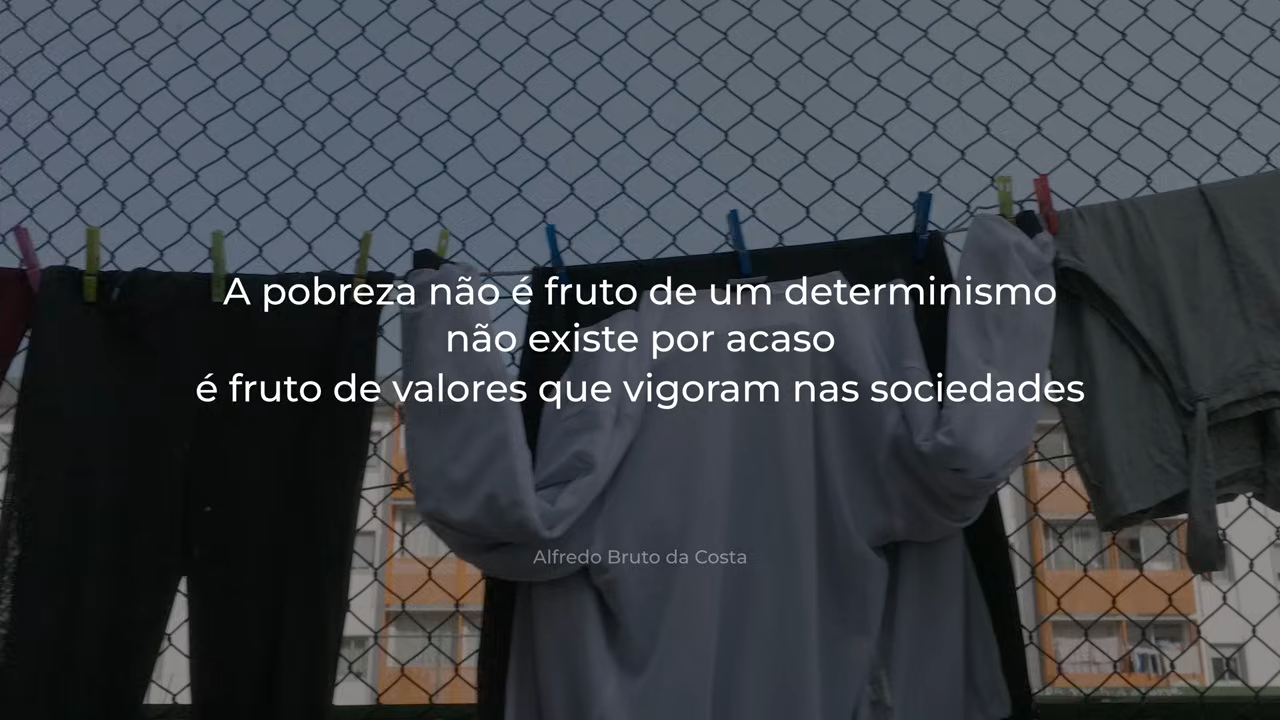 A pobreza não é fruto de um determinismo
não existe por acaso
é fruto de valores que vigoram nas sociedades
Alfredo Bruto da Costa